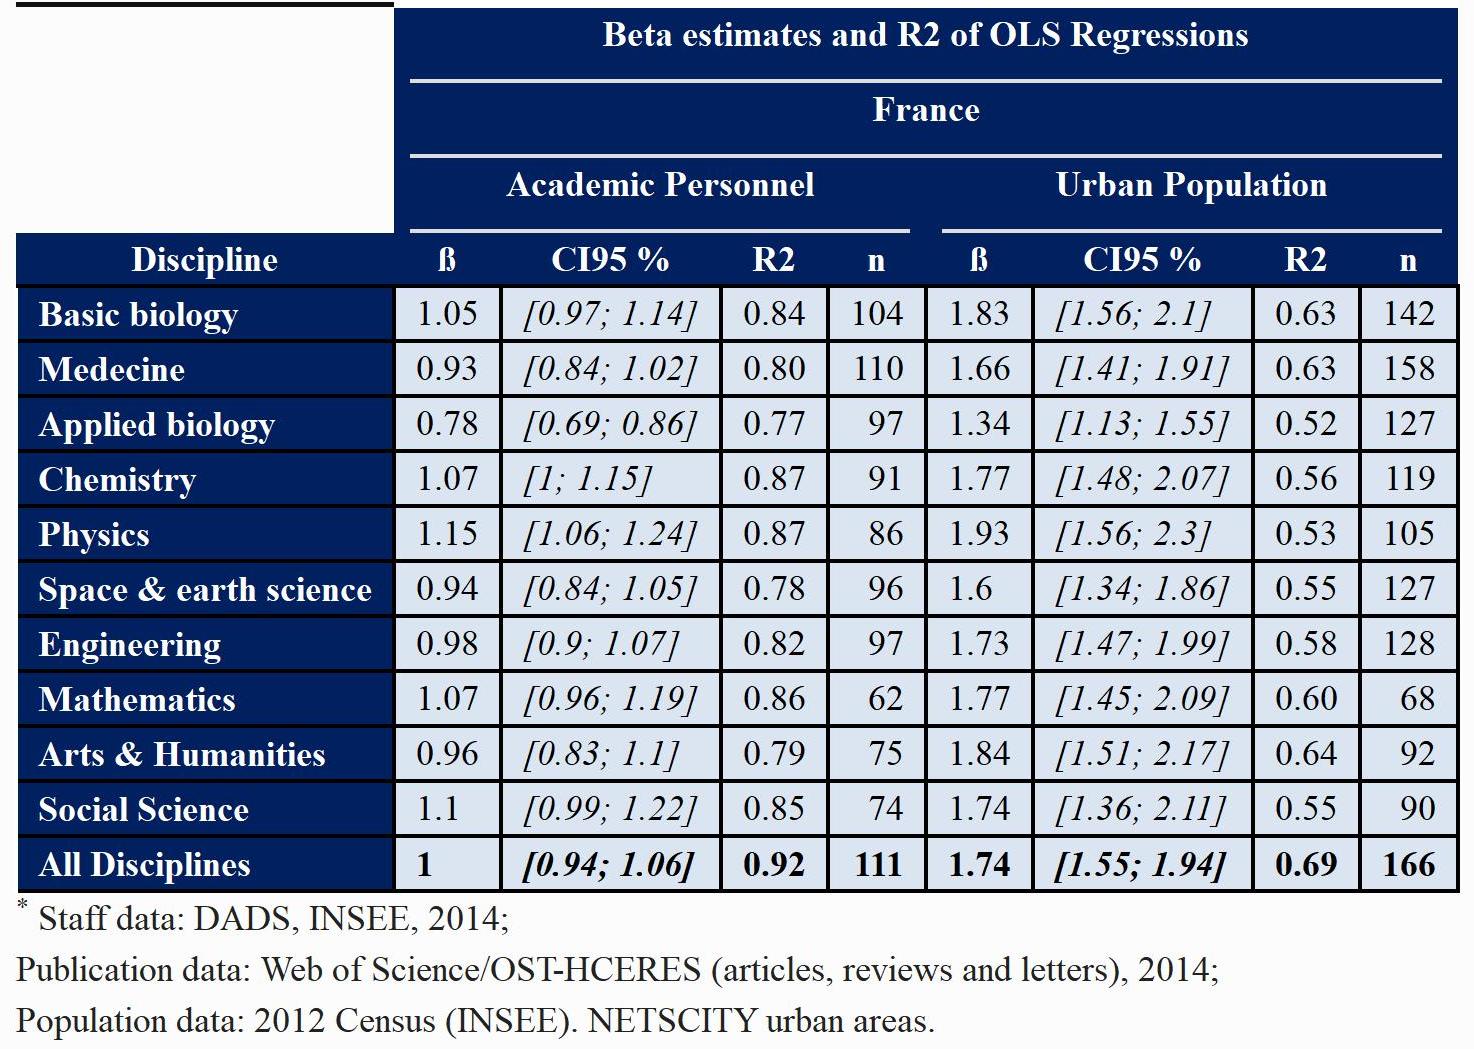 Beta estimates and R2 of OLS Regressions
France
Academic Personnel Urban Population
Discipline ß CI95 % R2 n ß CI95 % R2 n
Basic biology 1.05 [0.97; 1.14] 0.84 104 1.83 [1.56; 2.1] 0.63 142
Medecine 0.93 [0.84; 1.02] 0.80 110 1.66 [1.41; 1.91] 0.63 158
Applied biology 0.78 [0.69; 0.86] 0.77 97 1.34 [1.13; 1.55] 0.52 127
Chemistry 1.07 [1; 1.15] 0.87 91 1.77 [1.48; 2.07] 0.56 119
Physics 1.15 [1.06; 1.24] 0.87 86 1.93 [1.56; 2.3] 0.53 105
Space & earth science 0.94 [0.84; 1.05] 0.78 96 1.6 [1.34; 1.86] 0.55 127
Engineering 0.98 [0.9; 1.07] 0.82 97 1.73 [1.47; 1.99] 0.58 128
Mathematics 1.07 [0.96; 1.19] 0.86 62 1.77 [1.45; 2.09] 0.60 68
Arts & Humanities 0.96 [0.83; 1.1] 0.79 75 1.84 [1.51; 2.17] 0.64 92
Social Science 1.1 [0.99; 1.22] 0.85 74 1.74 [1.36; 2.11] 0.55 90
All Disciplines 1 [0.94; 1.06] 0.92 111 1.74 [1.55; 1.94] 0.69 166
* Staff data: DADS, INSEE, 2014;
Publication data: Web of Science/OST-HCERES (articles, reviews and letters), 2014;
Population data: 2012 Census (INSEE). NETSCITY urban areas.